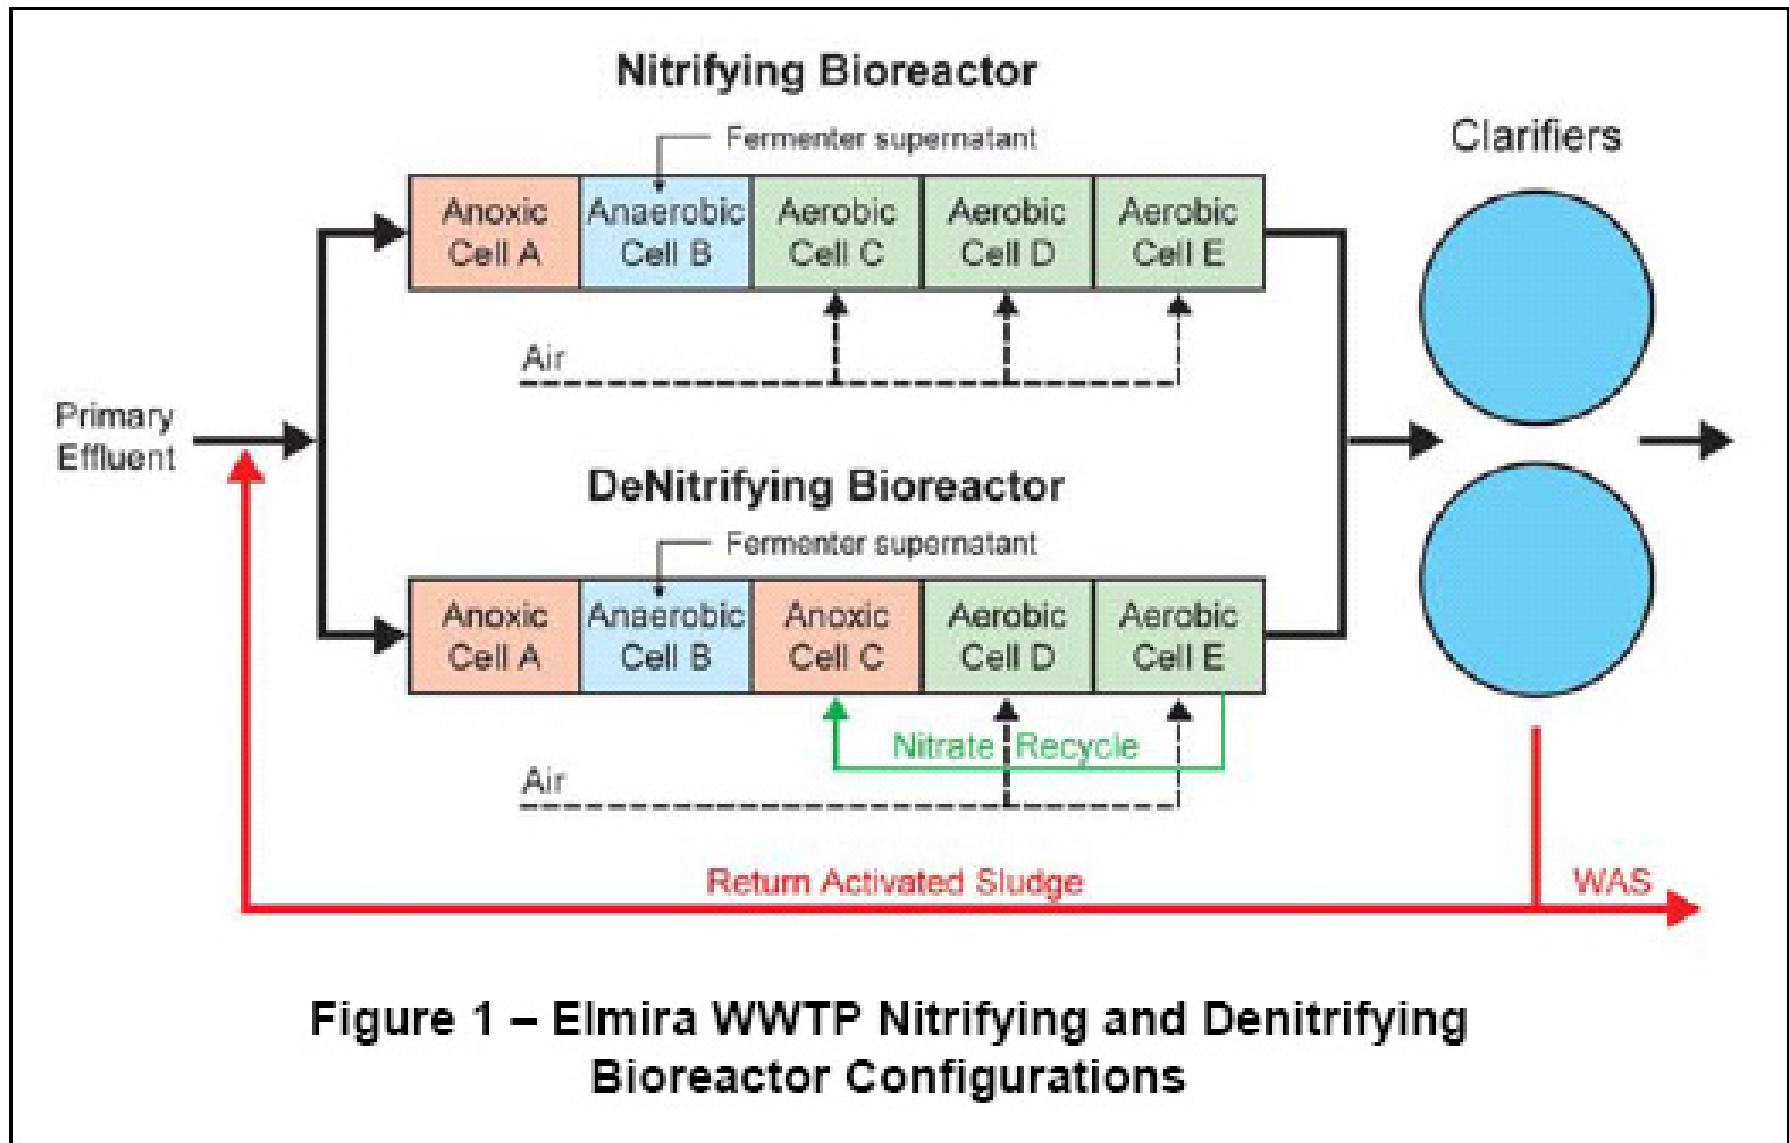 Nitrifying Bioreactor
Fermenter supernatant
Clarifiers
Anoxic
Cell A
Anaerobic
Cell B
Aerobic
Cell C
Aerobic
Cell D
Aerobic
Cell E
Air
Primary
Effluent
DeNitrifying Bioreactor
Fermenter supernatant
Anoxic
Cell A
Anaerobic
Cell B
Anoxic
Cell C
Aerobic
Cell D
Aerobic
Cell E
Nitrate Recycle
Air
Return Activated Sludge
WAS
Figure 1 – Elmira WWTP Nitrifying and Denitrifying
Bioreactor Configurations